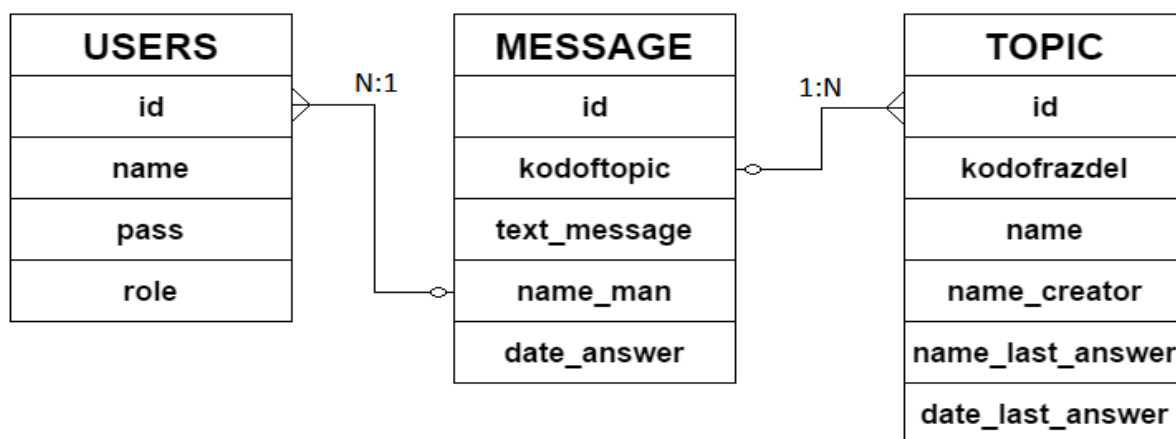 USERS
id
name
pass
role
N:1
MESSAGE
id
kodoftopic
text_message
name_man
date_answer
1:N
TOPIC
id
kodofrazdel
name
name_creator
name_last_answer
date_last_answer